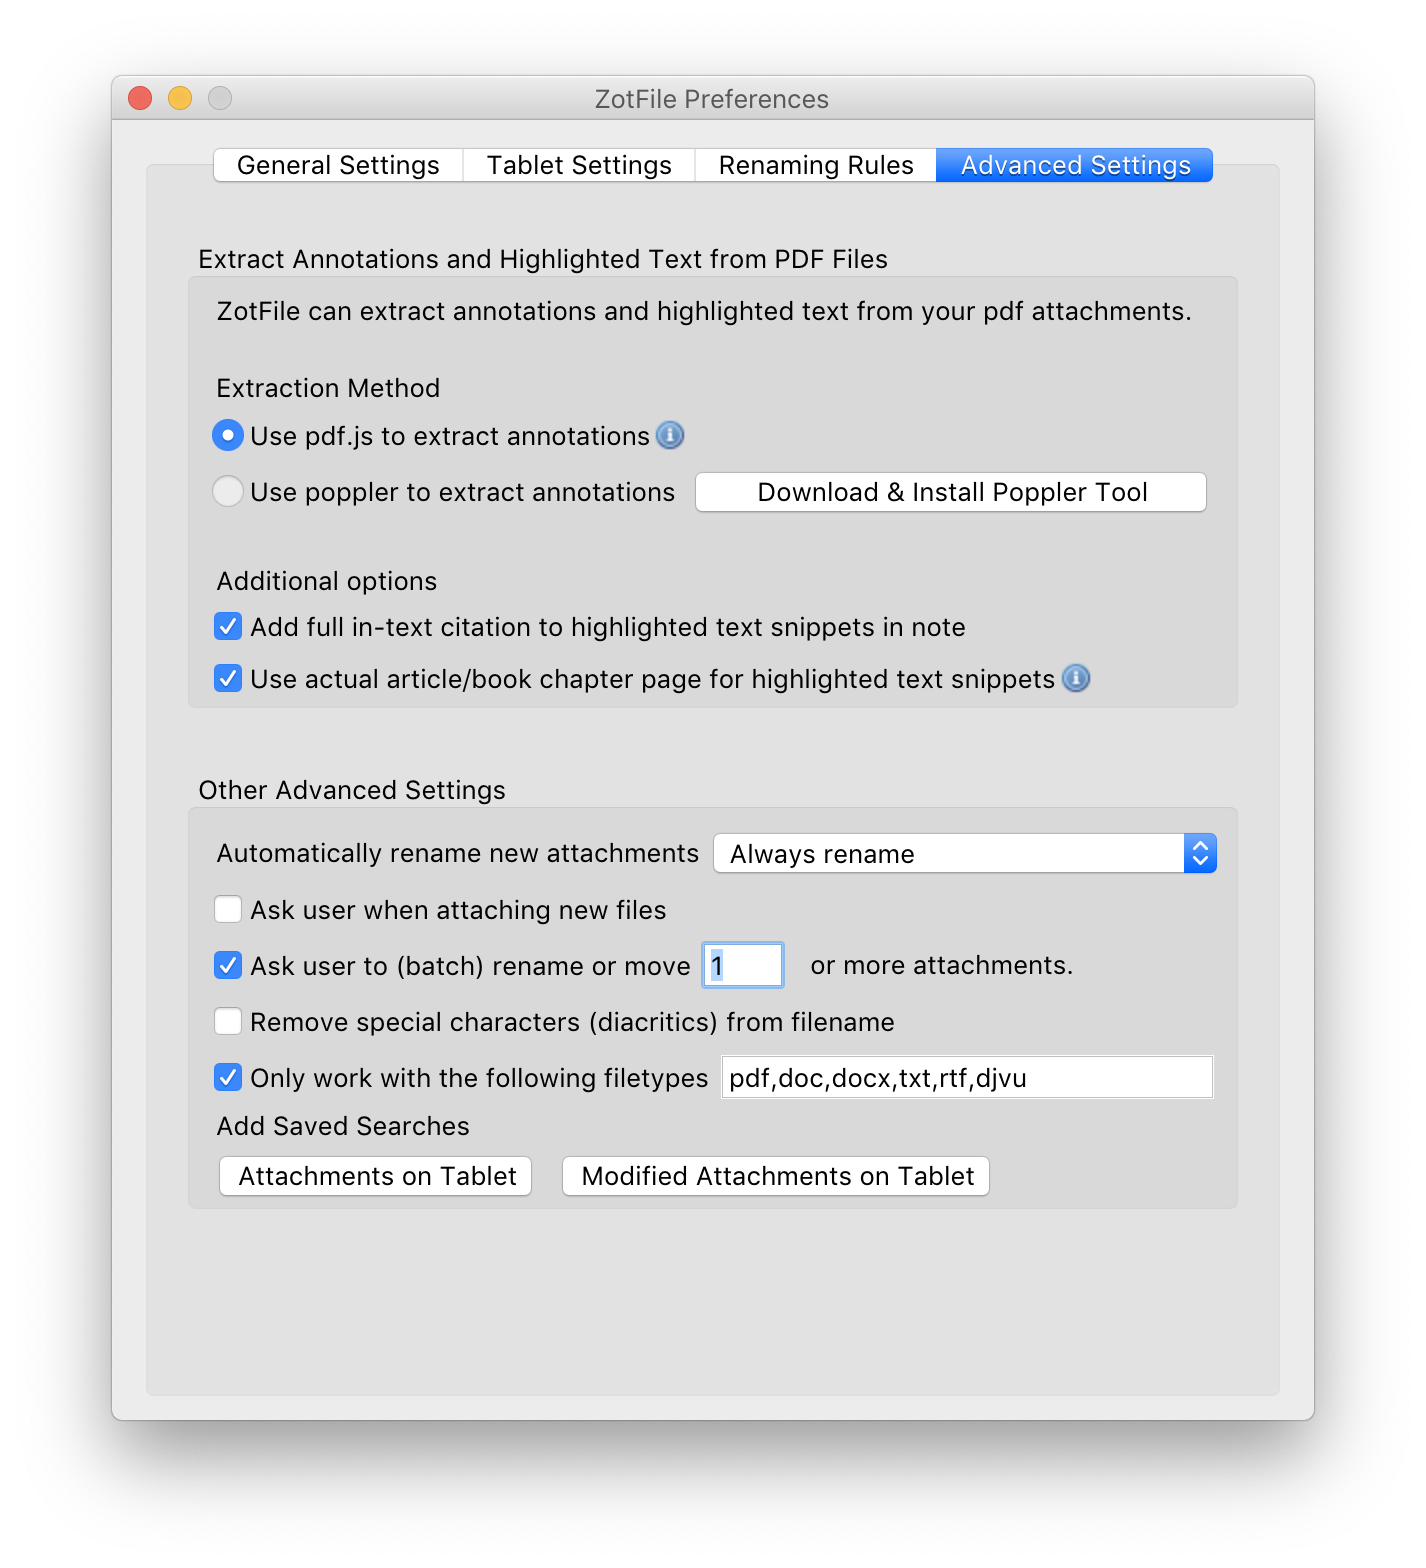 ZotFile Preferences
General Settings Tablet Settings Renaming Rules Advanced Settings
Extract Annotations and Highlighted Text from PDF Files
ZotFile can extract annotations and highlighted text from your pdf attachments.
Extraction Method
Use pdf.js to extract annotations
Use poppler to extract annotations Download & Install Poppler Tool
Additional options
Add full in-text citation to highlighted text snippets in note
Use actual article/book chapter page for highlighted text snippets
Other Advanced Settings
Automatically rename new attachments Always rename
Ask user when attaching new files
Ask user to (batch) rename or move 1 or more attachments.
Remove special characters (diacritics) from filename
Only work with the following filetypes pdf,doc,docx,txt,rtf,djvu
Add Saved Searches
Attachments on Tablet Modified Attachments on Tablet